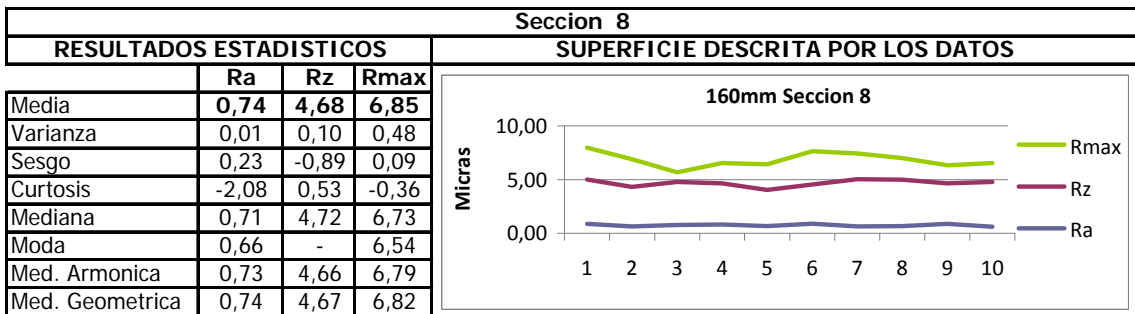 Seccion 8
RESULTADOS ESTADISTICOS
SUPERFICIE DESCRITA POR LOS DATOS
Ra Rz Rmax
Media 0,74 4,68 6,85
Varianza 0,01 0,10 0,48
Sesgo 0,23 -0,89 0,09
Curtosis -2,08 0,53 -0,36
Mediana 0,71 4,72 6,73
Moda 0,66 - 6,54
Med. Armonica 0,73 4,66 6,79
Med. Geometrica 0,74 4,67 6,82
160mm Seccion 8
Micras
10,00
5,00
0,00
1 2 3 4 5 6 7 8 9 10
Rmax
Rz
Ra